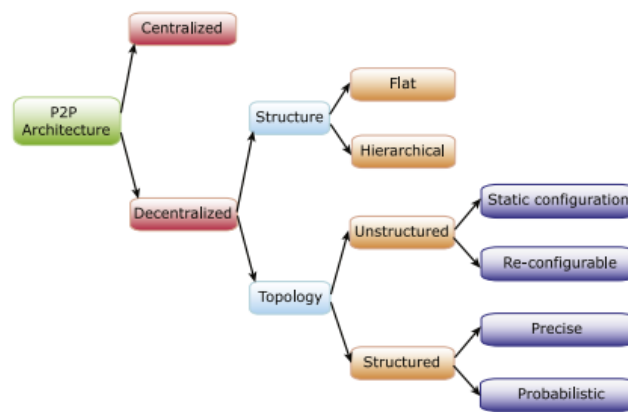 Centralized
P2P
Architecture
Decentralized
Structure
Flat
Hierarchical
Topology
Unstructured
Static configuration
Re-configurable
Structured
Precise
Probabilistic